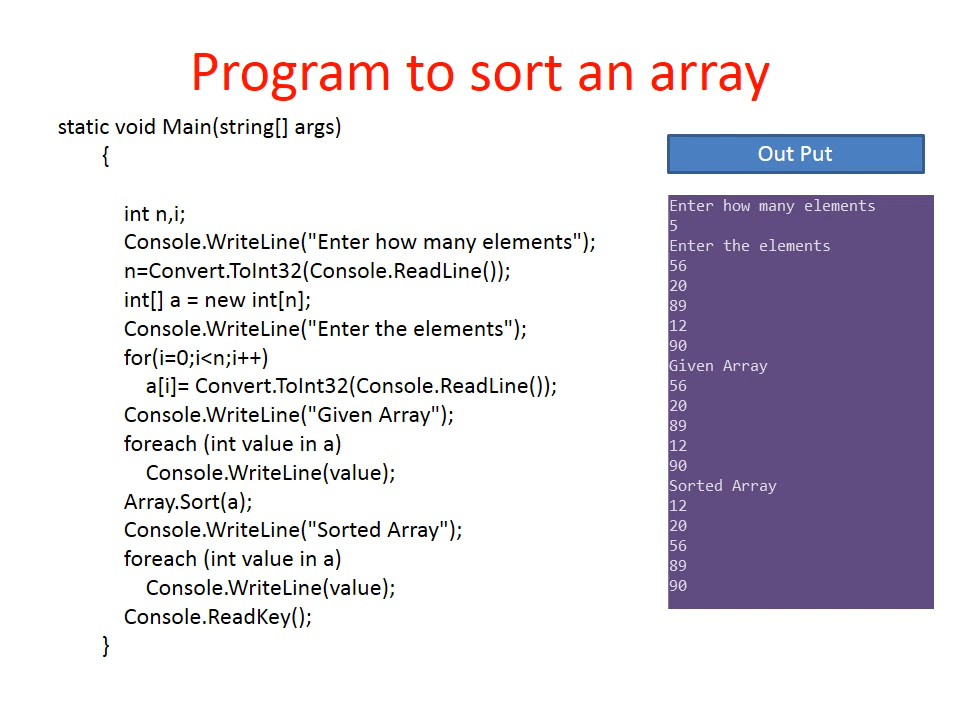 Program to sort an array
static void Main(string[] args)
{
int n,i;
Console.WriteLine("Enter how many elements");
n=Convert.ToInt32(Console.ReadLine());
int[] a = new int[n];
Console.WriteLine("Enter the elements");
for(i=0;i<n;i++)
a[i]= Convert.ToInt32(Console.ReadLine());
Console.WriteLine("Given Array");
foreach (int value in a)
Console.WriteLine(value);
Array.Sort(a);
Console.WriteLine("Sorted Array");
foreach (int value in a)
Console.WriteLine(value);
Console.ReadKey();
}
Out Put
Enter how many elements
5
Enter the elements
56
20
89
12
90
Given Array
56
20
89
12
90
Sorted Array
12
20
56
89
90